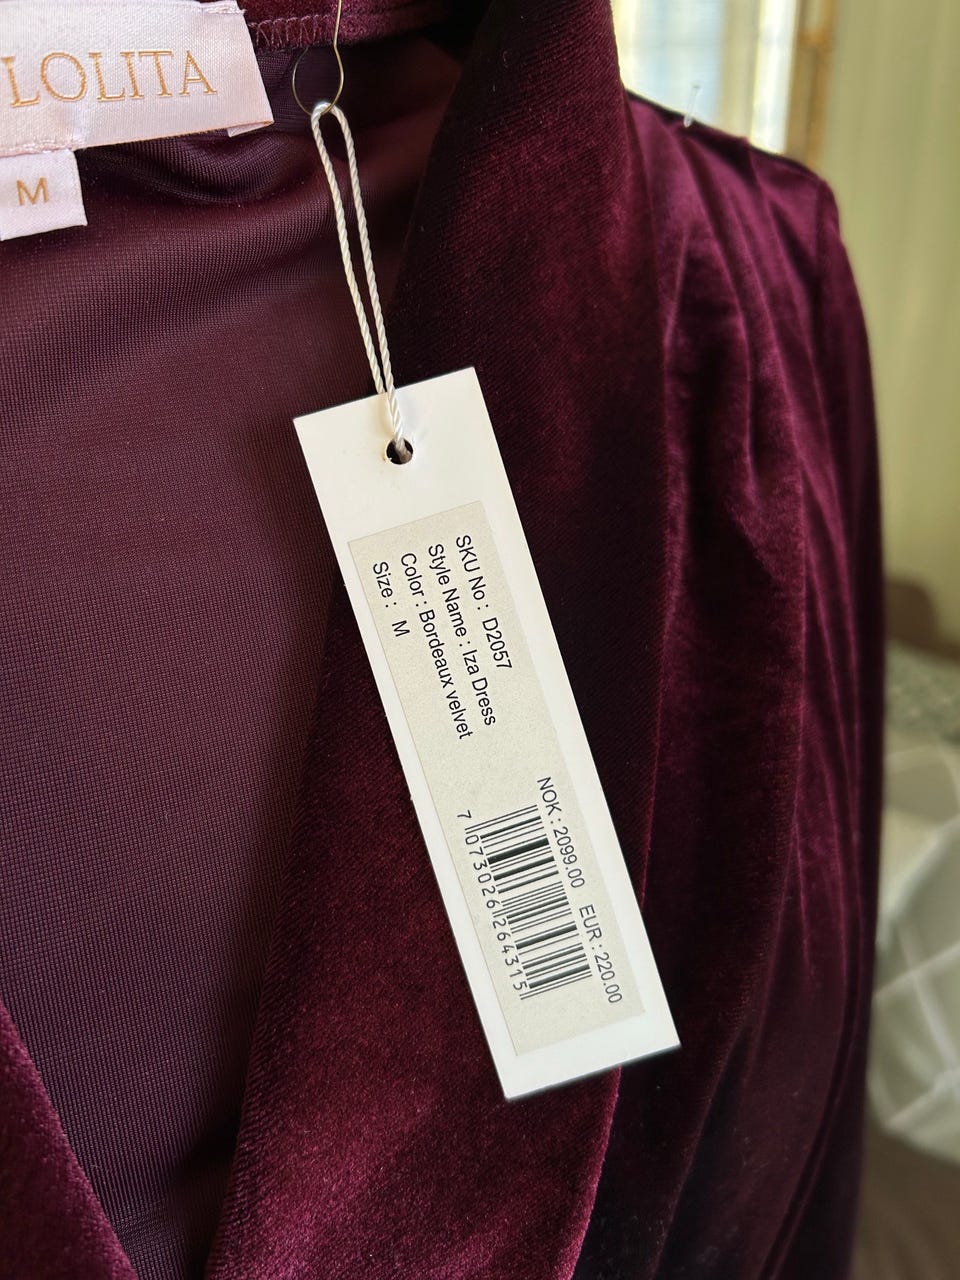 LOLITA
M
SKU No : D2057
Style Name : Iza Dress
Color : Bordeaux velvet
Size : M
NOK : 2099.00 EUR : 220.00
7 073026 264315